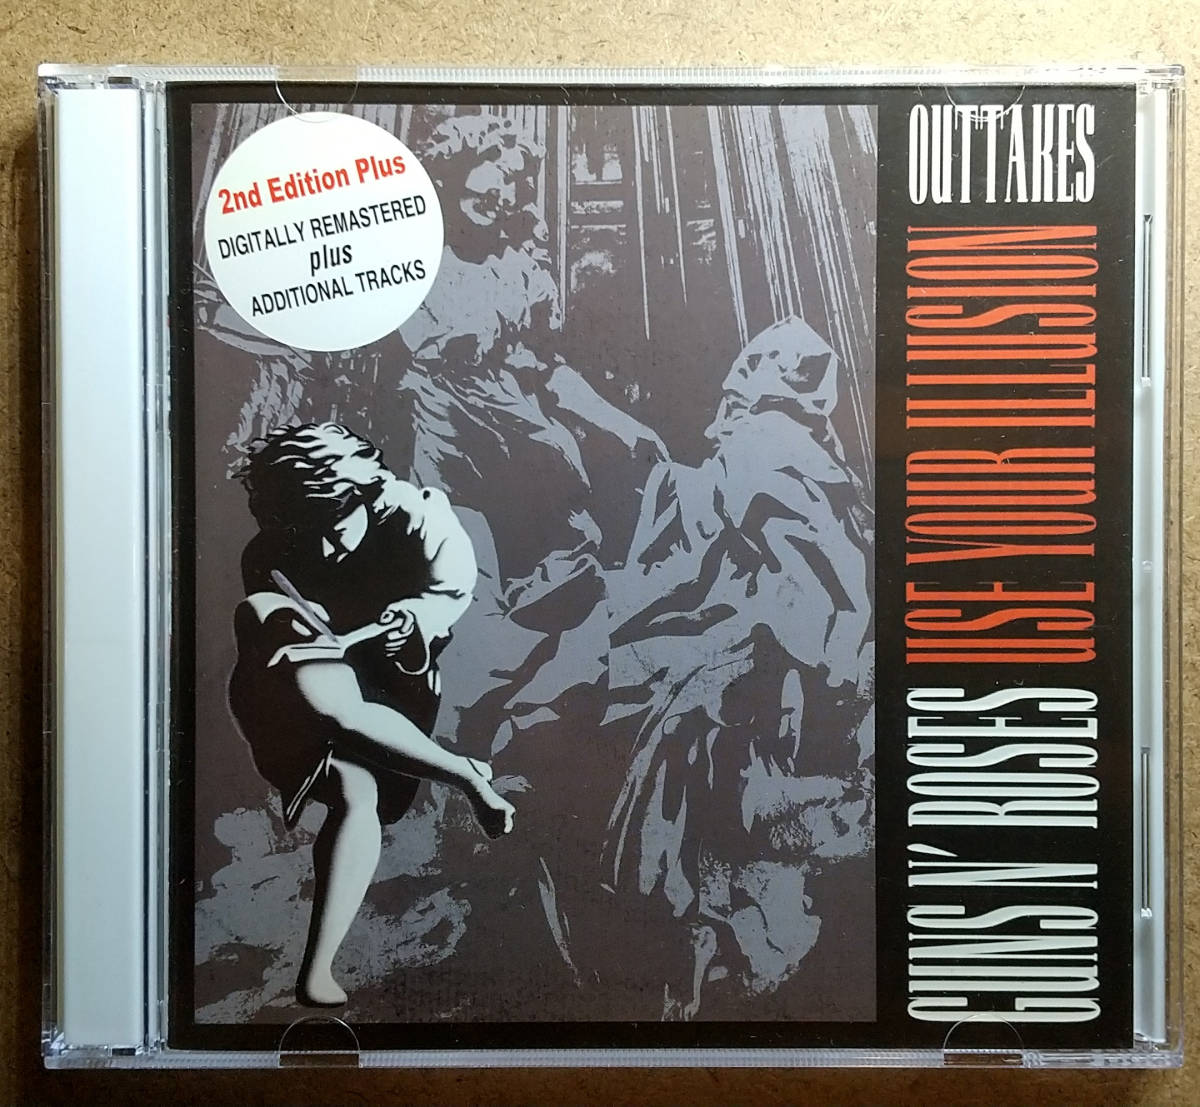 2nd Edition Plus
DIGITALLY REMASTERED
plus
ADDITIONAL TRACKS
GUNS N' ROSES USE YOUR ILLUSION OUTTAKES